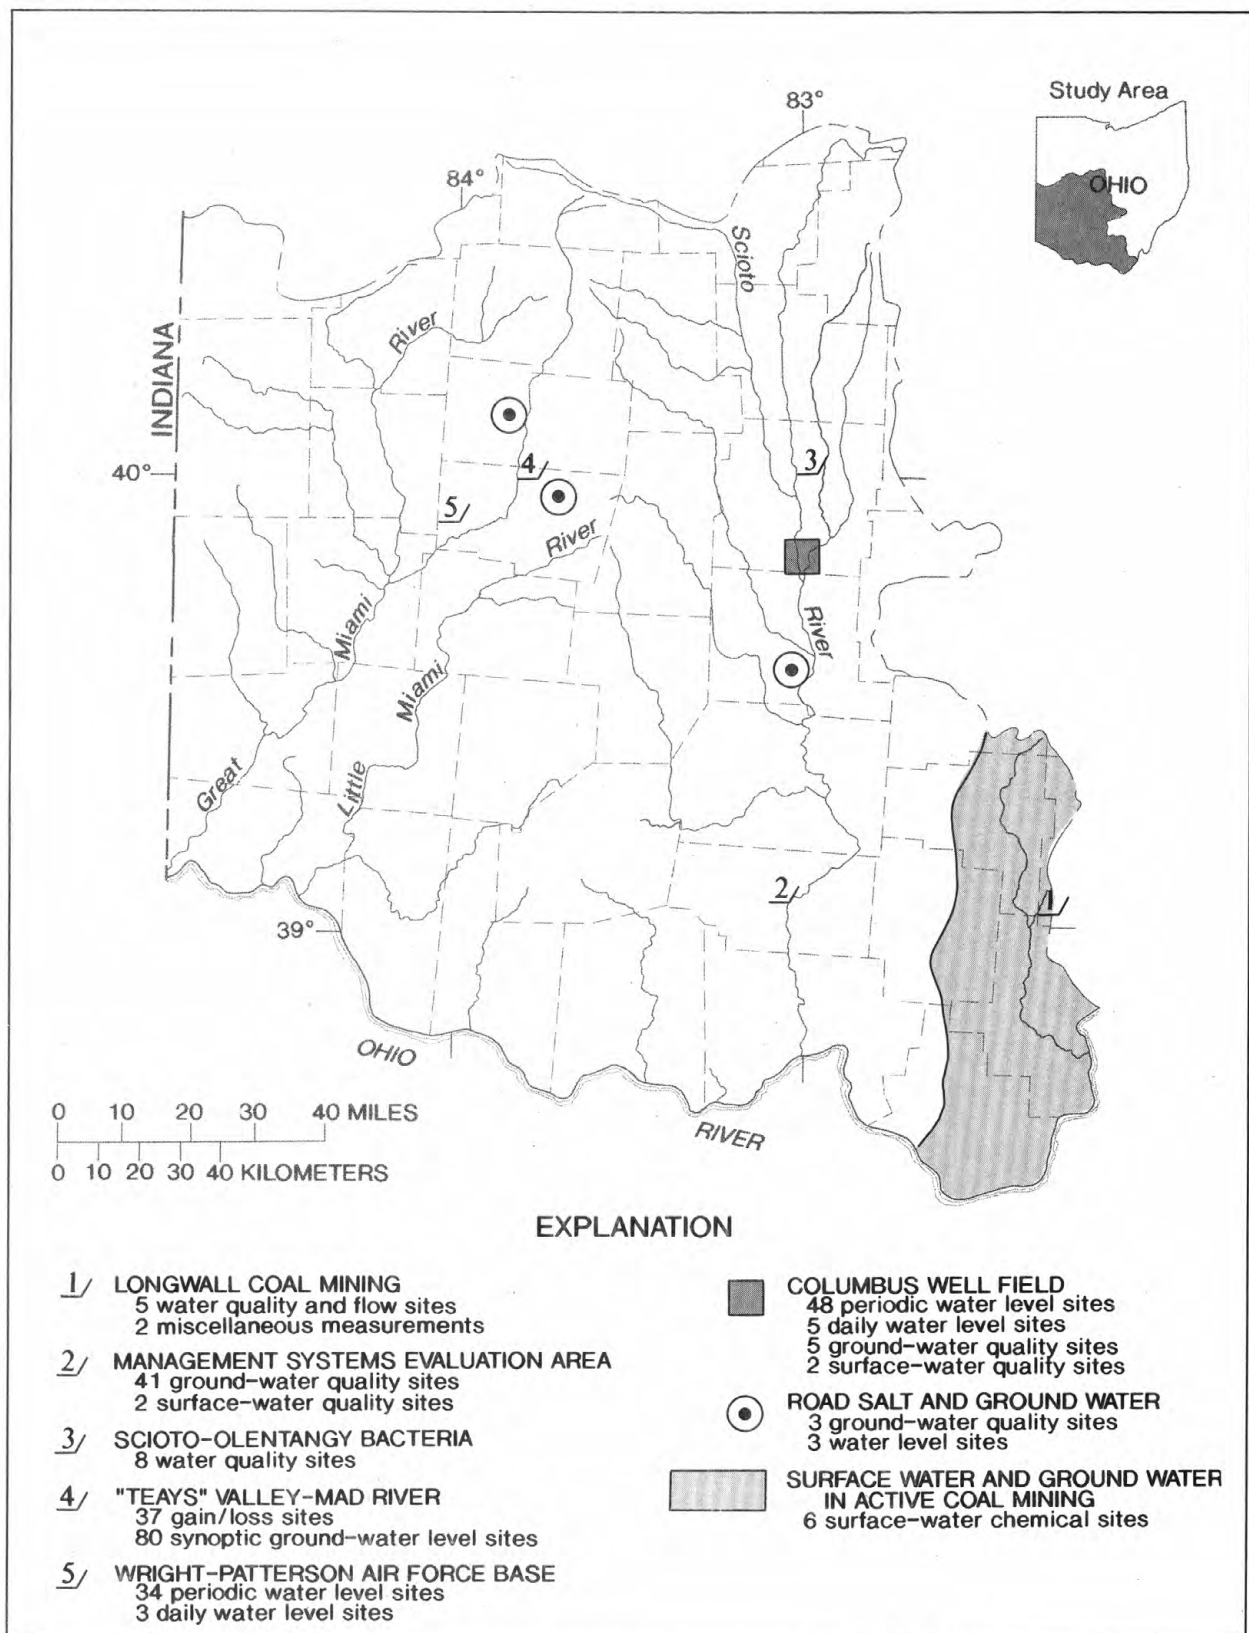 Study Area
OHIO
83°
84°
Scioto
INDIANA
River
40°
4
3
5
River
River
Miami
Miami
Great
Little
2
1
39°
OHIO
RIVER
0 10 20 30 40 MILES
0 10 20 30 40 KILOMETERS
EXPLANATION
1/ LONGWALL COAL MINING
5 water quality and flow sites
2 miscellaneous measurements
2/ MANAGEMENT SYSTEMS EVALUATION AREA
41 ground-water quality sites
2 surface-water quality sites
3/ SCIOTO-OLENTANGY BACTERIA
8 water quality sites
4/ "TEAYS" VALLEY-MAD RIVER
37 gain/loss sites
80 synoptic ground-water level sites
5/ WRIGHT-PATTERSON AIR FORCE BASE
34 periodic water level sites
3 daily water level sites
COLUMBUS WELL FIELD
48 periodic water level sites
5 daily water level sites
5 ground-water quality sites
2 surface-water quality sites
ROAD SALT AND GROUND WATER
3 ground-water quality sites
3 water level sites
SURFACE WATER AND GROUND WATER
IN ACTIVE COAL MINING
6 surface-water chemical sites